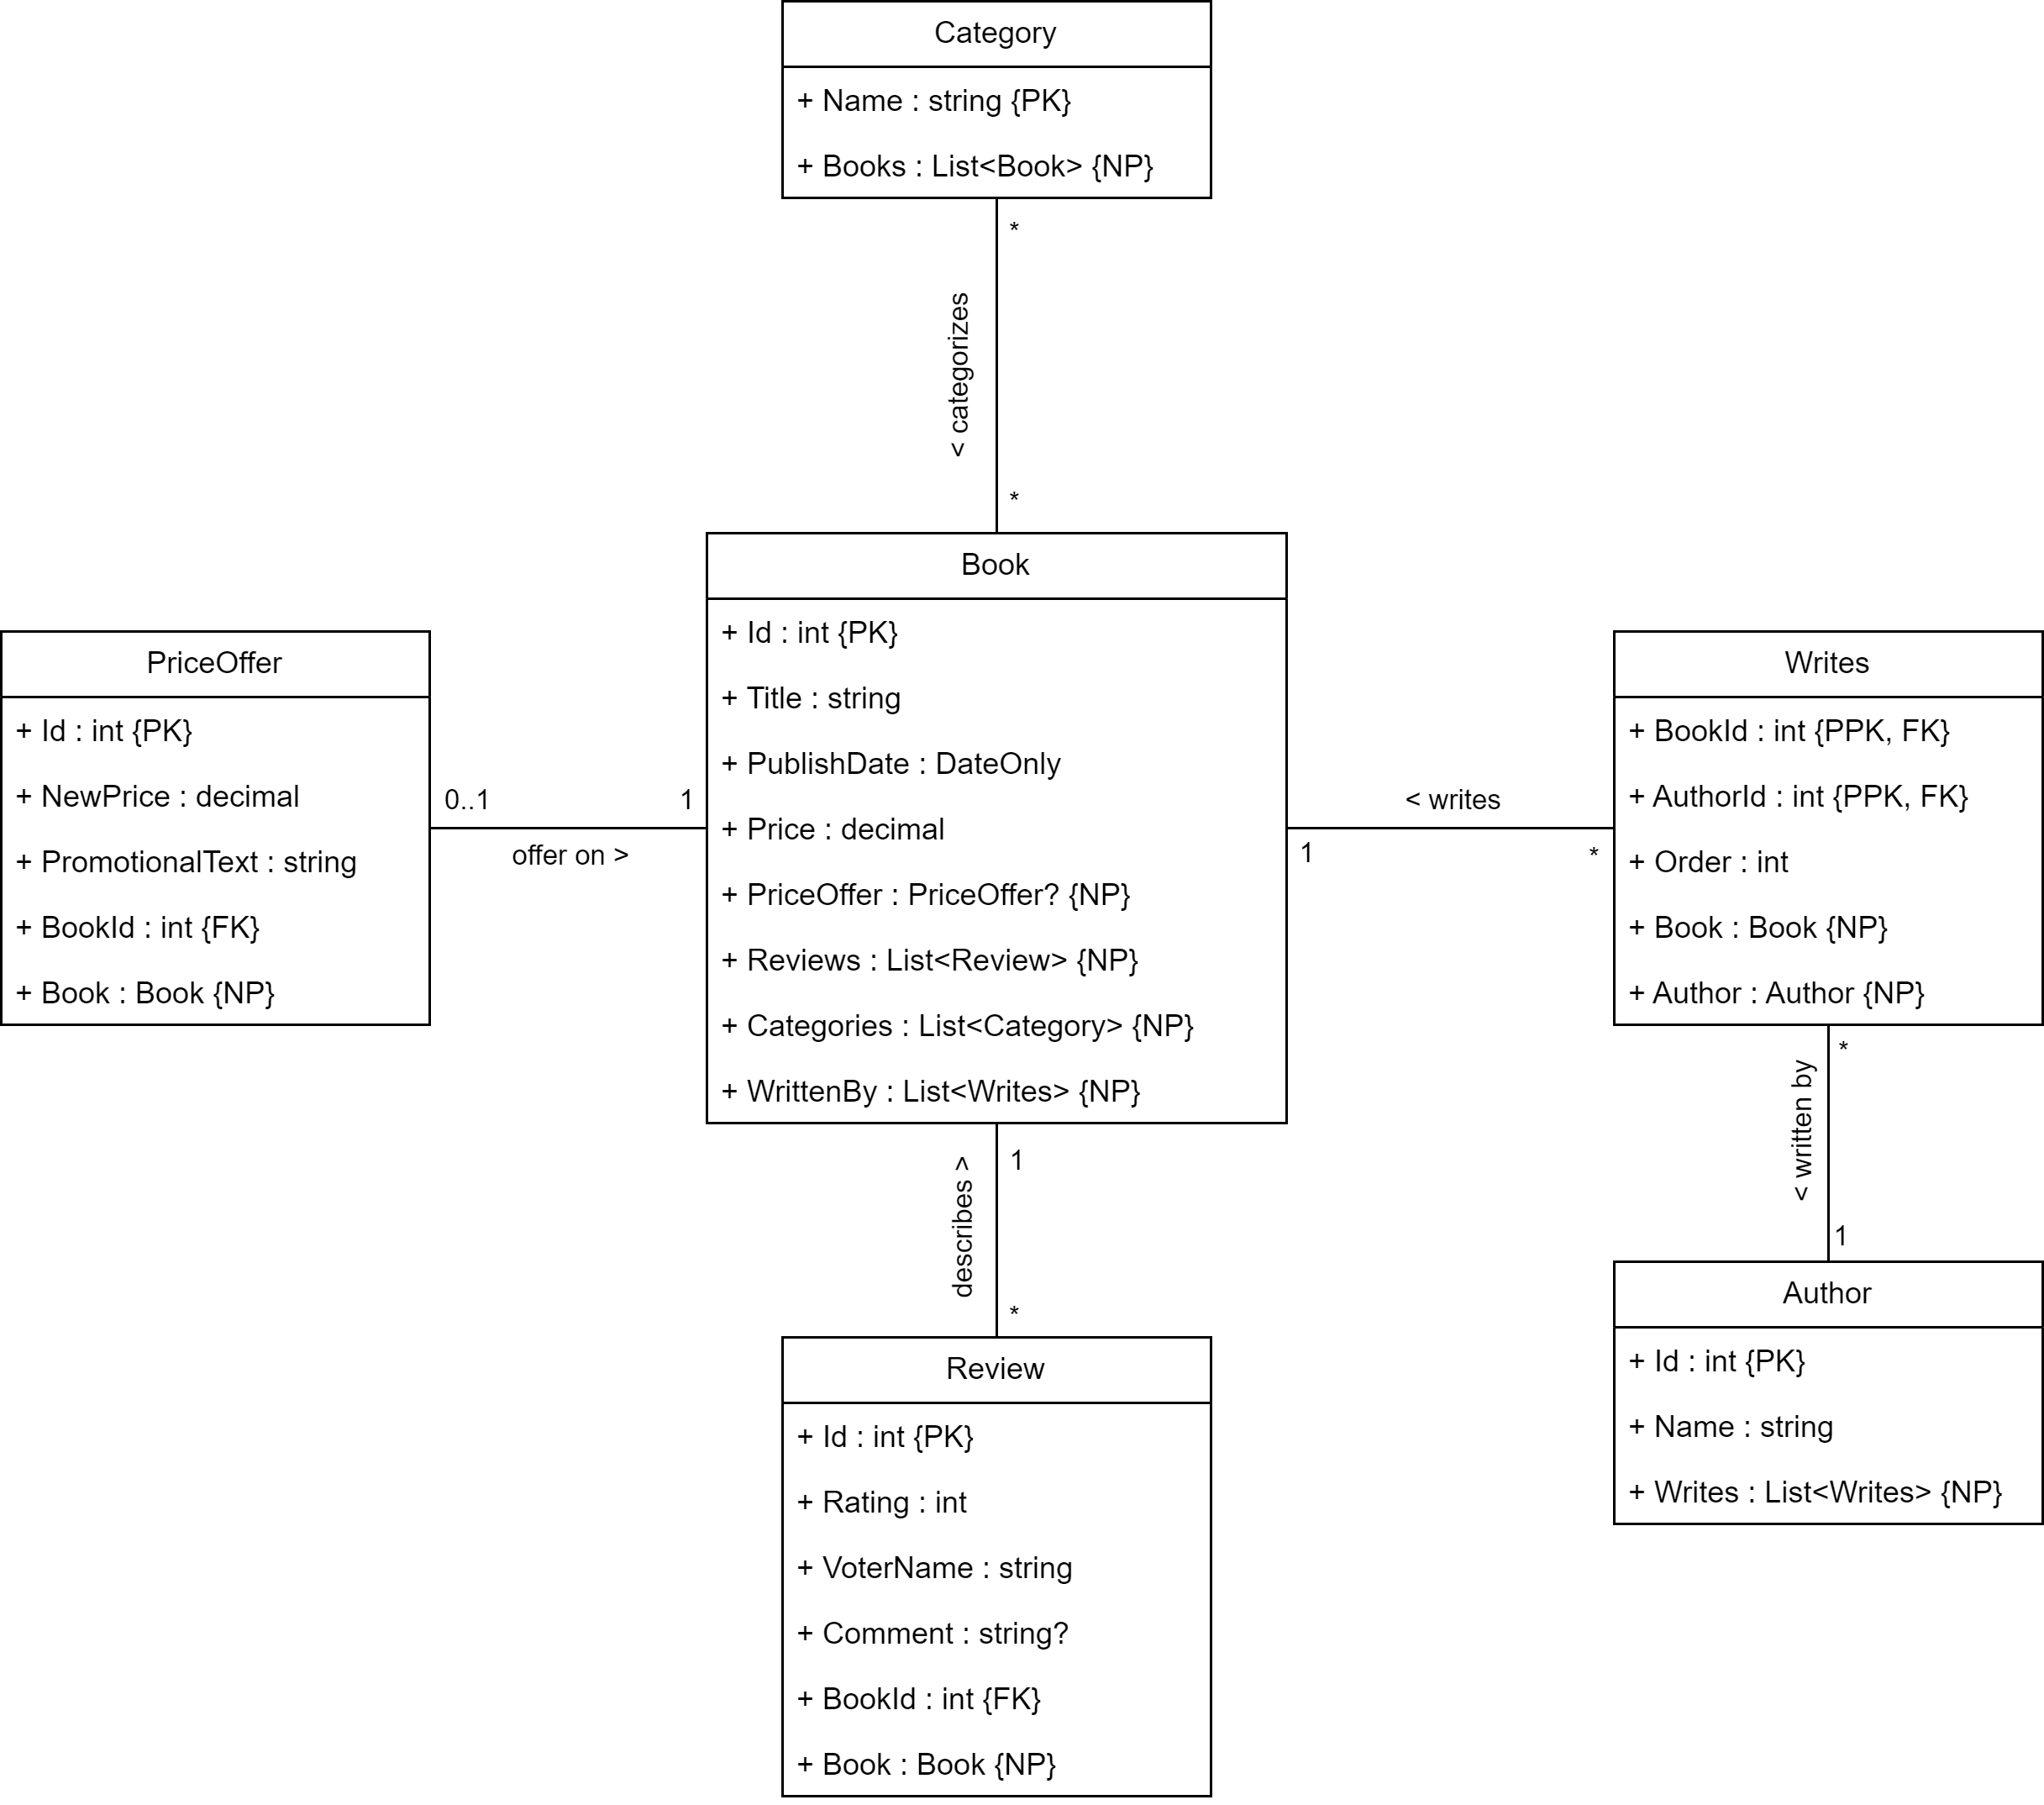 Category
+ Name : string {PK}
+ Books : List<Book> {NP}
*
< categorizes
*
Book
+ Id : int {PK}
+ Title : string
+ PublishDate : DateOnly
+ Price : decimal
+ PriceOffer : PriceOffer? {NP}
+ Reviews : List<Review> {NP}
+ Categories : List<Category> {NP}
+ WrittenBy : List<Writes> {NP}
PriceOffer
+ Id : int {PK}
+ NewPrice : decimal
+ PromotionalText : string
+ BookId : int {FK}
+ Book : Book {NP}
0..1
1
offer on >
< writes
1
*
Writes
+ BookId : int {PPK, FK}
+ AuthorId : int {PPK, FK}
+ Order : int
+ Book : Book {NP}
+ Author : Author {NP}
*
< written by
1
Author
+ Id : int {PK}
+ Name : string
+ Writes : List<Writes> {NP}
1
describes >
*
Review
+ Id : int {PK}
+ Rating : int
+ VoterName : string
+ Comment : string?
+ BookId : int {FK}
+ Book : Book {NP}